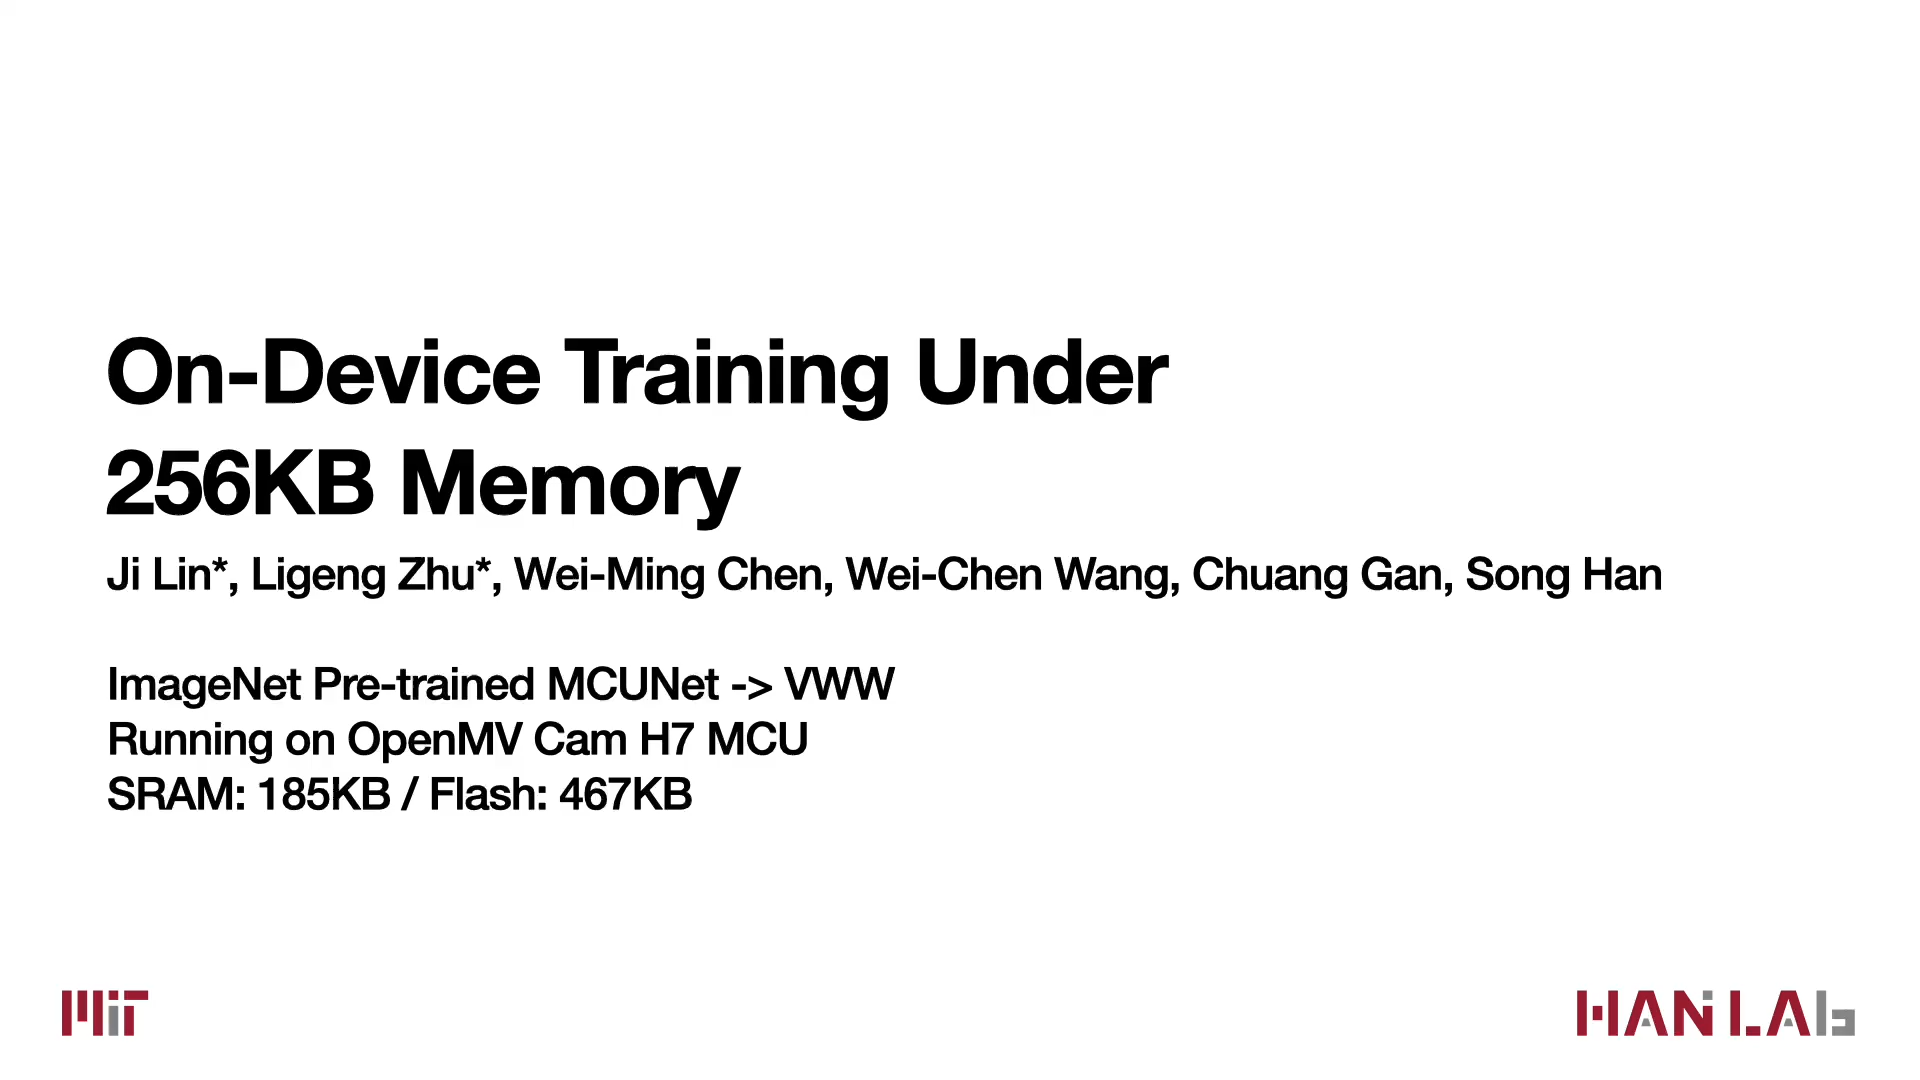 On-Device Training Under
256KB Memory
Ji Lin*, Ligeng Zhu*, Wei-Ming Chen, Wei-Chen Wang, Chuang Gan, Song Han
ImageNet Pre-trained MCUNet -> VWW
Running on OpenMV Cam H7 MCU
SRAM: 185KB / Flash: 467KB
MiT
HAN LAb